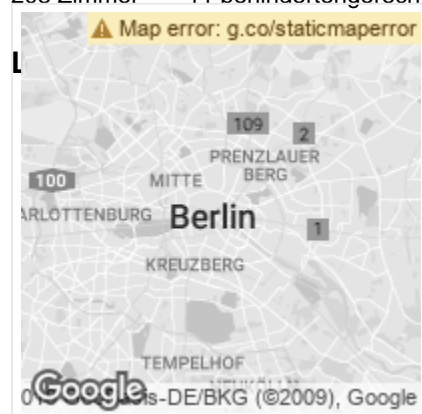 Map error: g.co/staticmaperror
L
109
2
PRENZLAUER
BERG
100
MITTE
ARLOTTENBURG
Berlin
1
KREUZBERG
TEMPELHOF
Google
is-DE/BKG (©2009), Google